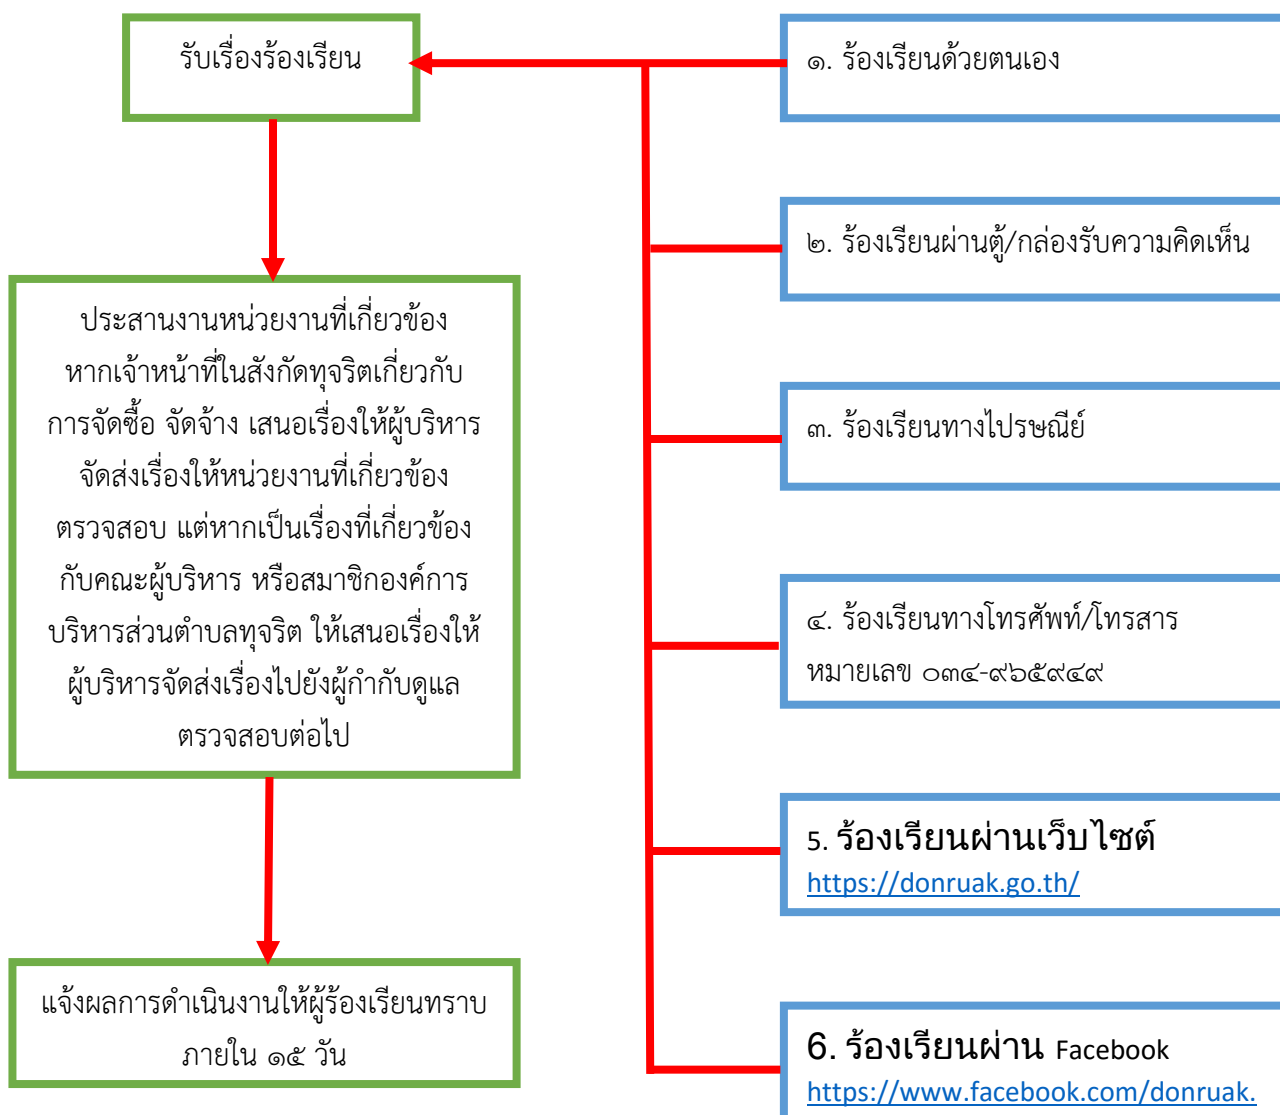 รับเรื่องร้องเรียน
ประสานงานหน่วยงานที่เกี่ยวข้อง
หากเจ้าหน้าที่ในสังกัดทุจริตเกี่ยวกับ
การจัดซื้อ จัดจ้าง เสนอเรื่องให้ผู้บริหาร
จัดส่งเรื่องให้หน่วยงานที่เกี่ยวข้อง
ตรวจสอบ แต่หากเป็นเรื่องที่เกี่ยวข้อง
กับคณะผู้บริหาร หรือสมาชิกองค์การ
บริหารส่วนตำบลทุจริต ให้เสนอเรื่องให้
ผู้บริหารจัดส่งเรื่องไปยังผู้กำกับดูแล
ตรวจสอบต่อไป
แจ้งผลการดำเนินงานให้ผู้ร้องเรียนทราบ
ภายใน ๑๕ วัน
๑. ร้องเรียนด้วยตนเอง
๒. ร้องเรียนผ่านตู้/กล่องรับความคิดเห็น
๓. ร้องเรียนทางไปรษณีย์
๔. ร้องเรียนทางโทรศัพท์/โทรสาร
หมายเลข ๐๓๔-๙๖๕๙๔๙
5. ร้องเรียนผ่านเว็บไซต์
https://donruak.go.th/
6. ร้องเรียนผ่าน Facebook
https://www.facebook.com/donruak.